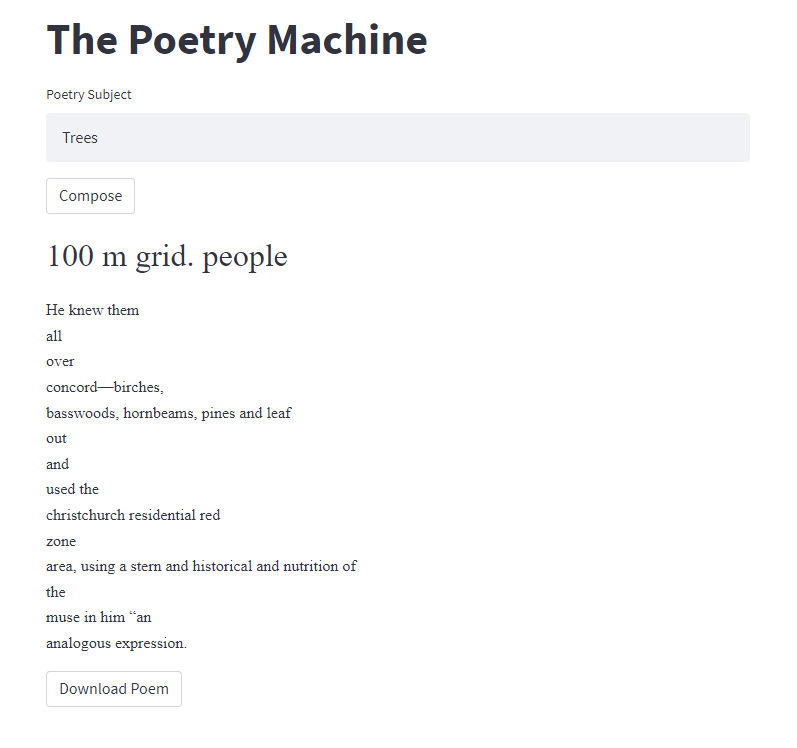 The Poetry Machine
Poetry Subject
Trees
Compose
100 m grid. people
He knew them
all
over
concord—birches,
basswoods, hornbeams, pines and leaf
out
and
used the
christchurch residential red
zone
area, using a stern and historical and nutrition of
the
muse in him “an
analogous expression.
Download Poem